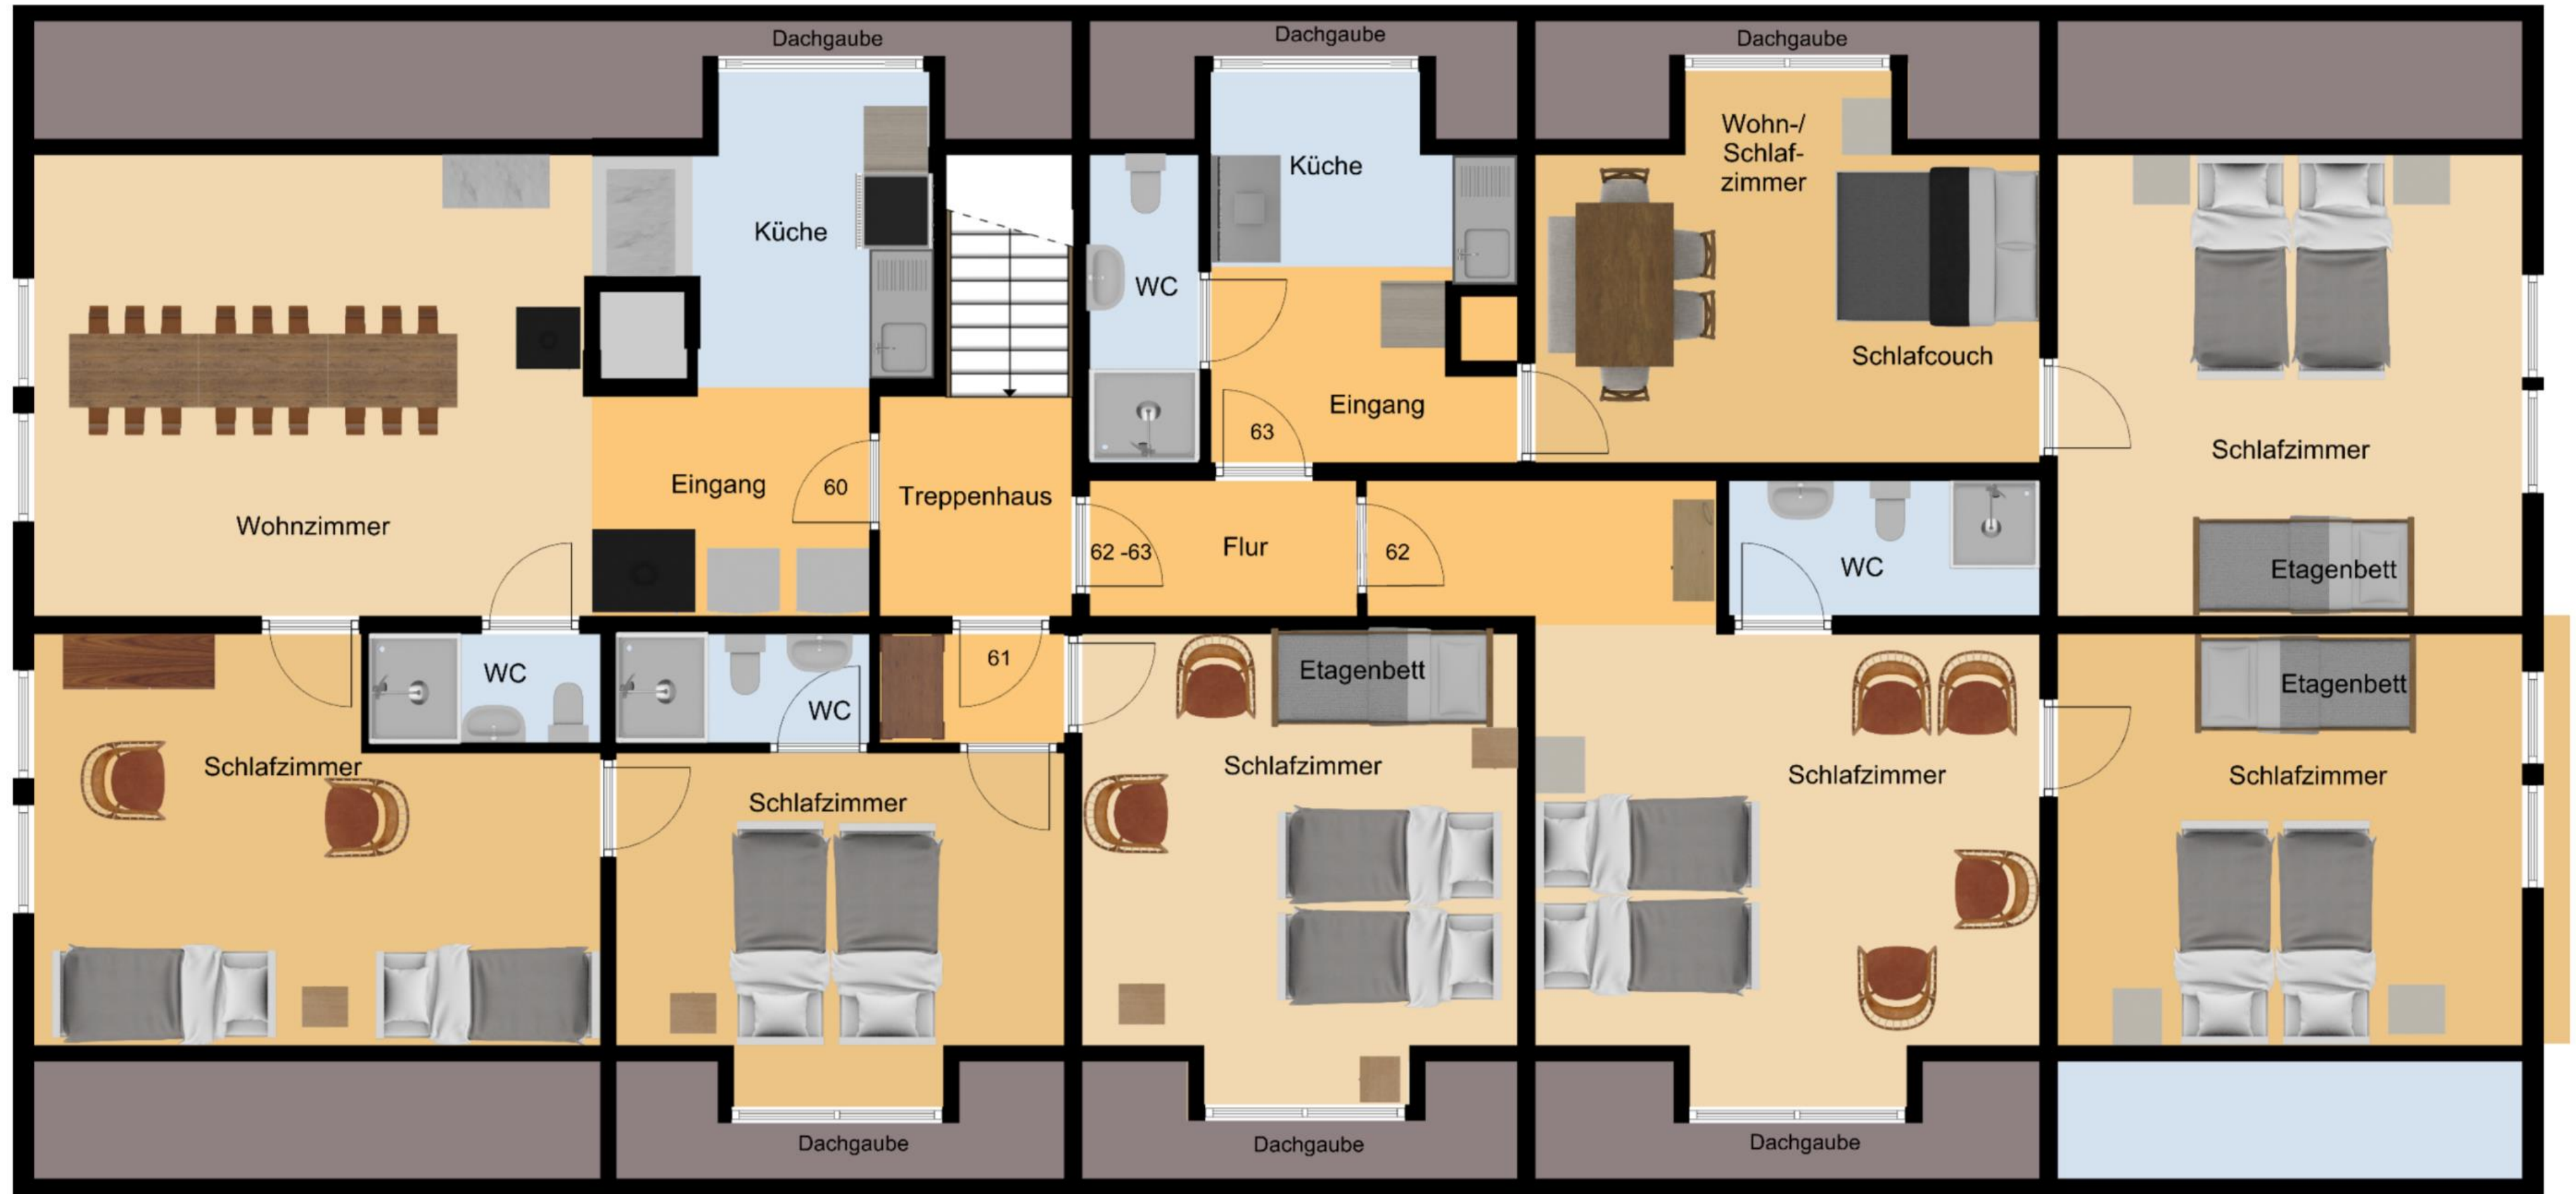 Dachgaube
Dachgaube
Dachgaube
Wohn-/
Schlaf-
zimmer
Küche
Küche
WC
Schlafcouch
Eingang
63
Schlafzimmer
Eingang
60
Treppenhaus
Wohnzimmer
62 -63
Flur
62
WC
Etagenbett
WC
61
WC
Etagenbett
Etagenbett
Schlafzimmer
Schlafzimmer
Schlafzimmer
Schlafzimmer
Schlafzimmer
Dachgaube
Dachgaube
Dachgaube